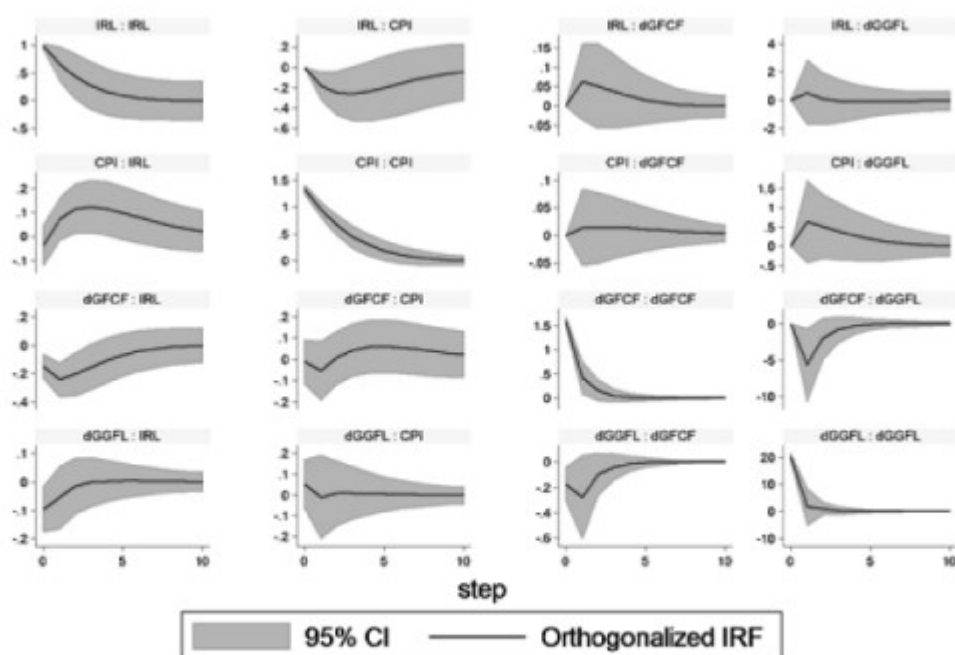 IRL : IRL IRL : CPI IRL : dGFCF IRL : dGGFL
1 .5 0 -.5
.2 0 -.2 -.4 -.6
.15 .1 .05 0 -.05
4 2 0 -2
CPI : IRL CPI : CPI CPI : dGFCF CPI : dGGFL
.2 .1 0 -.1
1.5 1 .5 0
.1 .05 0 -.05
1.5 1 .5 0 -.5
dGFCF : IRL dGFCF : CPI dGFCF : dGFCF dGFCF : dGGFL
.2 0 -.2 -.4
.2 .1 0 -.1 -.2
1.5 1 .5 0
0 -5 -10
dGGFL : IRL dGGFL : CPI dGGFL : dGFCF dGGFL : dGGFL
.1 0 -.1 -.2
.2 .1 0 -.1 -.2
0 -.2 -.4 -.6
20 10 0 -10
0 5 10 0 5 10 0 5 10 0 5 10
step
95% CI Orthogonalized IRF